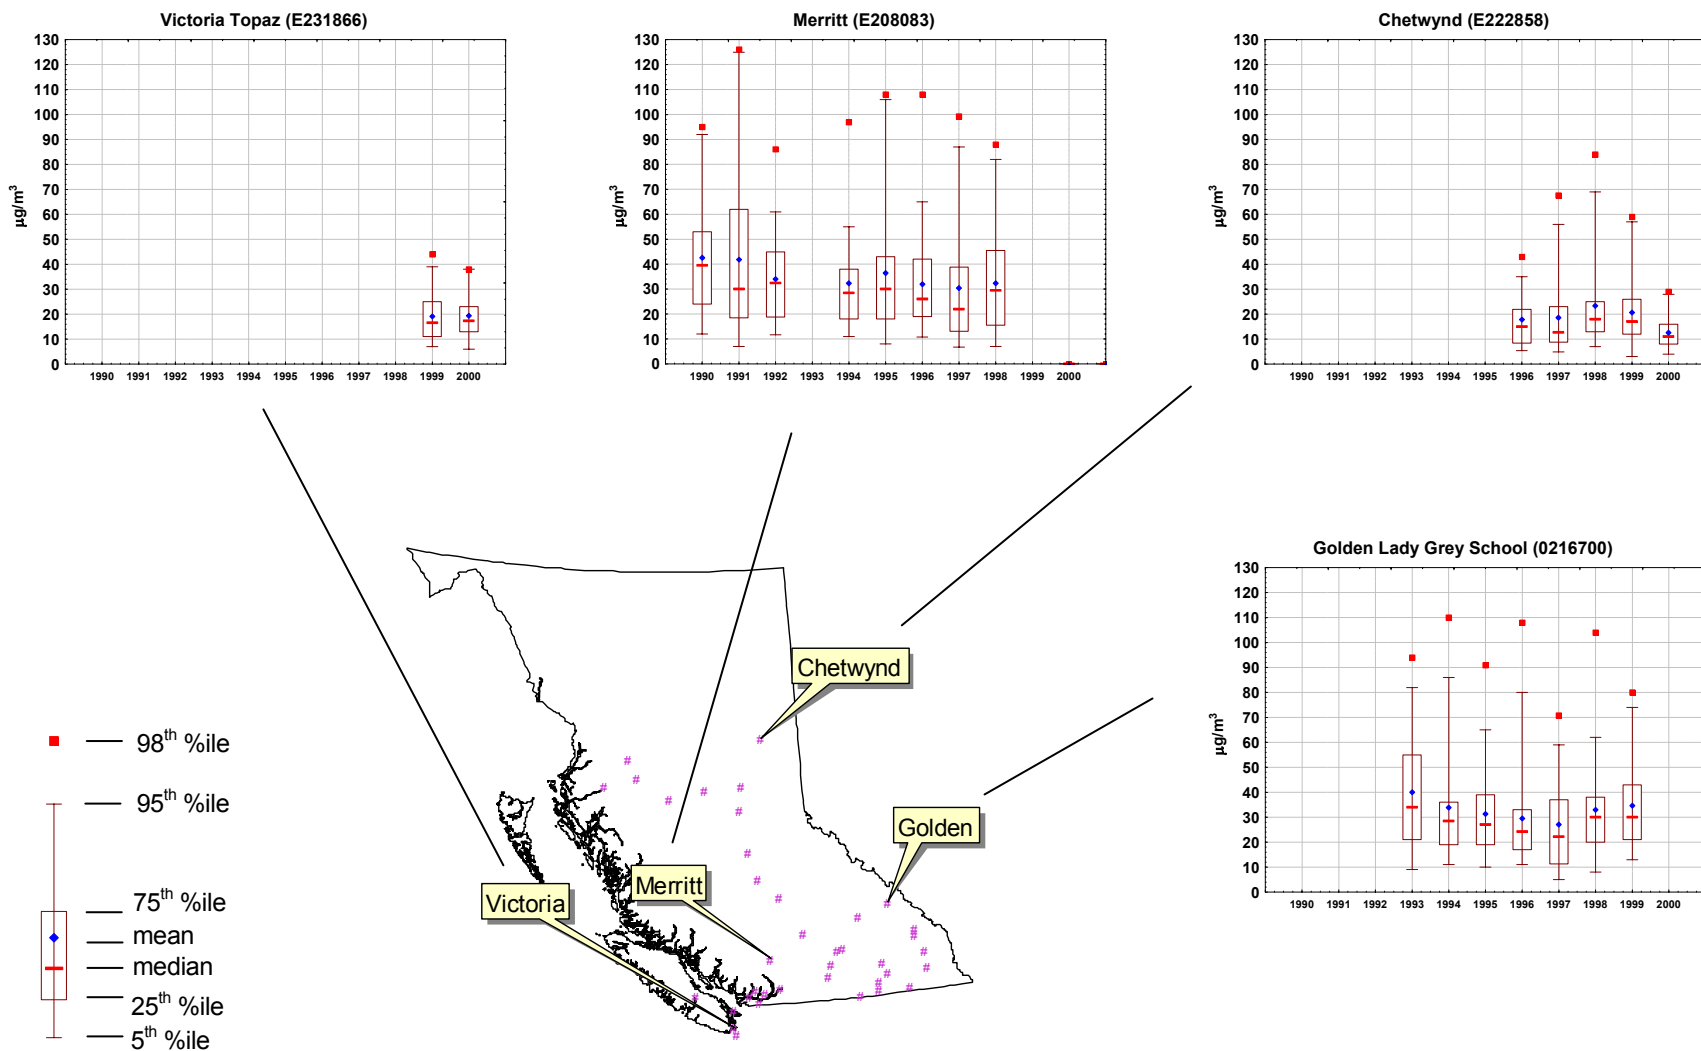 Victoria Topaz (E231866)
130
120
110
100
90
80
70
60
50
40
30
20
10
0
µg/m³
1990 1991 1992 1993 1994 1995 1996 1997 1998 1999 2000
Merritt (E208083)
130
120
110
100
90
80
70
60
50
40
30
20
10
0
µg/m³
1990 1991 1992 1993 1994 1995 1996 1997 1998 1999 2000
Chetwynd (E222858)
130
120
110
100
90
80
70
60
50
40
30
20
10
0
µg/m³
1990 1991 1992 1993 1994 1995 1996 1997 1998 1999 2000
Golden Lady Grey School (0216700)
130
120
110
100
90
80
70
60
50
40
30
20
10
0
µg/m³
1990 1991 1992 1993 1994 1995 1996 1997 1998 1999 2000
Chetwynd
Golden
Merritt
Victoria
98th %ile
95th %ile
75th %ile
mean
median
25th %ile
5th %ile